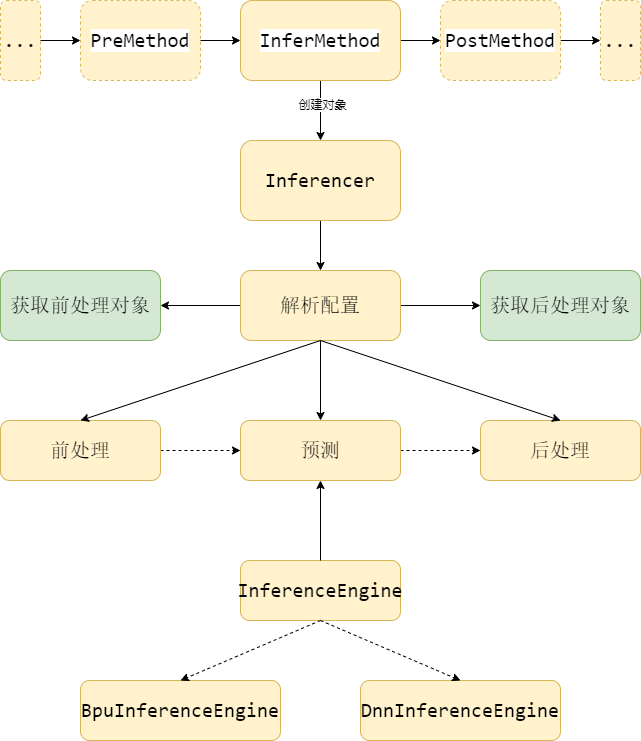 ...
PreMethod
InferMethod
PostMethod
...
创建对象
Inferencer
获取前处理对象
解析配置
获取后处理对象
前处理
预测
后处理
InferenceEngine
BpuInferenceEngine
DnnInferenceEngine